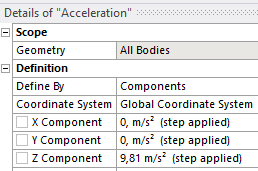 Details of "Acceleration"
Scope
Geometry All Bodies
Definition
Define By Components
Coordinate System Global Coordinate System
X Component 0, m/s² (step applied)
Y Component 0, m/s² (step applied)
Z Component 9,81 m/s² (step applied)